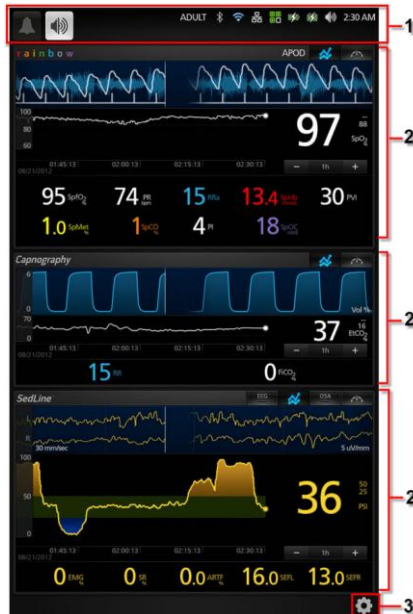 ADULT 2:30 AM
1
rainbow APOD
2
100
80
60
97 -- 88 SpO₂
01:45:13 02:00:13 02:15:13 02:30:13 - 1h +
08/21/2012
95 SpfO₂ % 74 PR bpm 15 RRa 13.4 SpHb 30 PVI
1.0 SpMet % 1 SpCO % 4 PI 18 SpOC
Capnography
6
0
Vol %
2
70
0
37 -- 16 EtCO₂
01:45:13 02:00:13 02:15:13 02:30:13 - 1h +
08/21/2012
15 RR 0 FiCO₂
SedLine EEG DSA
L
R
30 mm/sec 5 uV/mm
100
50
0
36 50 25 PSI
2
01:45:13 02:00:13 02:15:13 02:30:13 - 1h +
08/21/2012
0 EMG % 0 SR % 0.0 ARTF % 16.0 SEFL 13.0 SEFR
3